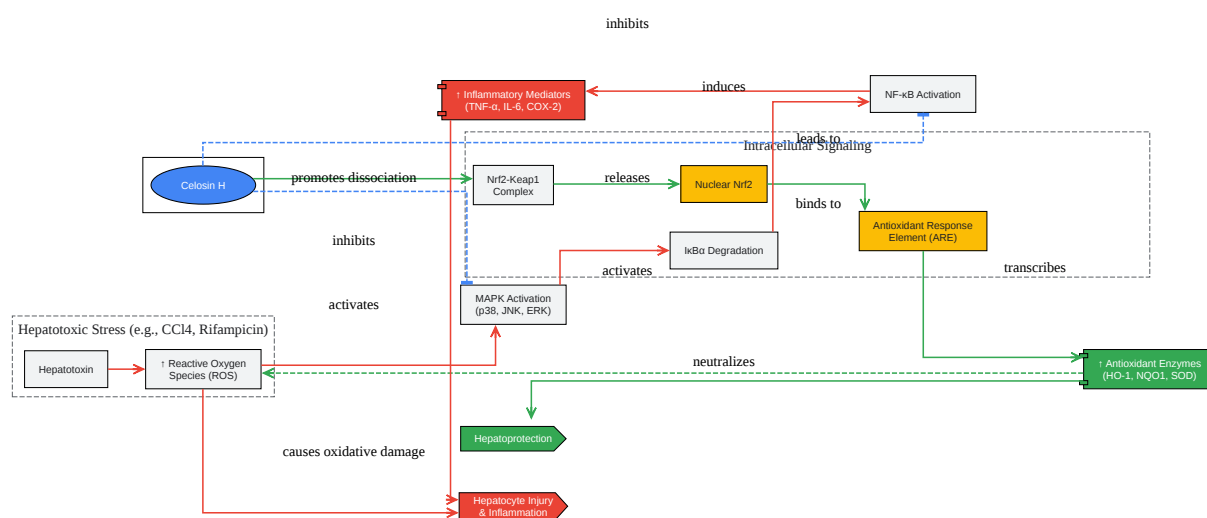 inhibits
↑ Inflammatory Mediators
(TNF-α, IL-6, COX-2)
induces
NF-κB Activation
leads to
Intracellular Signaling
Celosin H
promotes dissociation
Nrf2-Keap1
Complex
releases
Nuclear Nrf2
binds to
Antioxidant Response
Element (ARE)
inhibits
IκBα Degradation
activates
transcribes
MAPK Activation
(p38, JNK, ERK)
activates
Hepatotoxic Stress (e.g., CCl4, Rifampicin)
Hepatotoxin
↑ Reactive Oxygen
Species (ROS)
neutralizes
↑ Antioxidant Enzymes
(HO-1, NQO1, SOD)
Hepatoprotection
causes oxidative damage
Hepatocyte Injury
& Inflammation